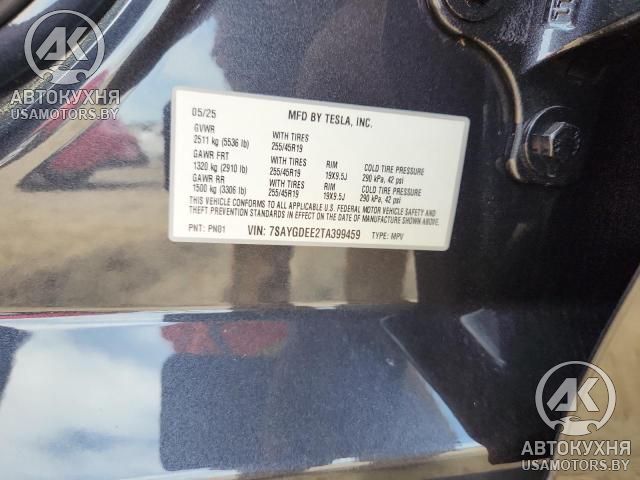 АК
АВТОКУХНЯ
USAMOTORS.BY
05/25 MFD BY TESLA, INC.
GVWR
2511 kg (5536 lb) WITH TIRES 255/45R19
GAWR FRT
1320 kg (2910 lb) WITH TIRES 255/45R19 RIM 19X9.5J COLD TIRE PRESSURE 290 kPa, 42 psi
GAWR RR
1500 kg (3306 lb) WITH TIRES 255/45R19 RIM 19X9.5J COLD TIRE PRESSURE 290 kPa, 42 psi
THIS VEHICLE CONFORMS TO ALL APPLICABLE U.S. FEDERAL MOTOR VEHICLE SAFETY AND
THEFT PREVENTION STANDARDS IN EFFECT ON THE DATE OF MANUFACTURE SHOWN ABOVE.
PNT: PN01 VIN: 7SAYGDEE2TA399459 TYPE: MPV
АК
АВТОКУХНЯ
USAMOTORS.BY